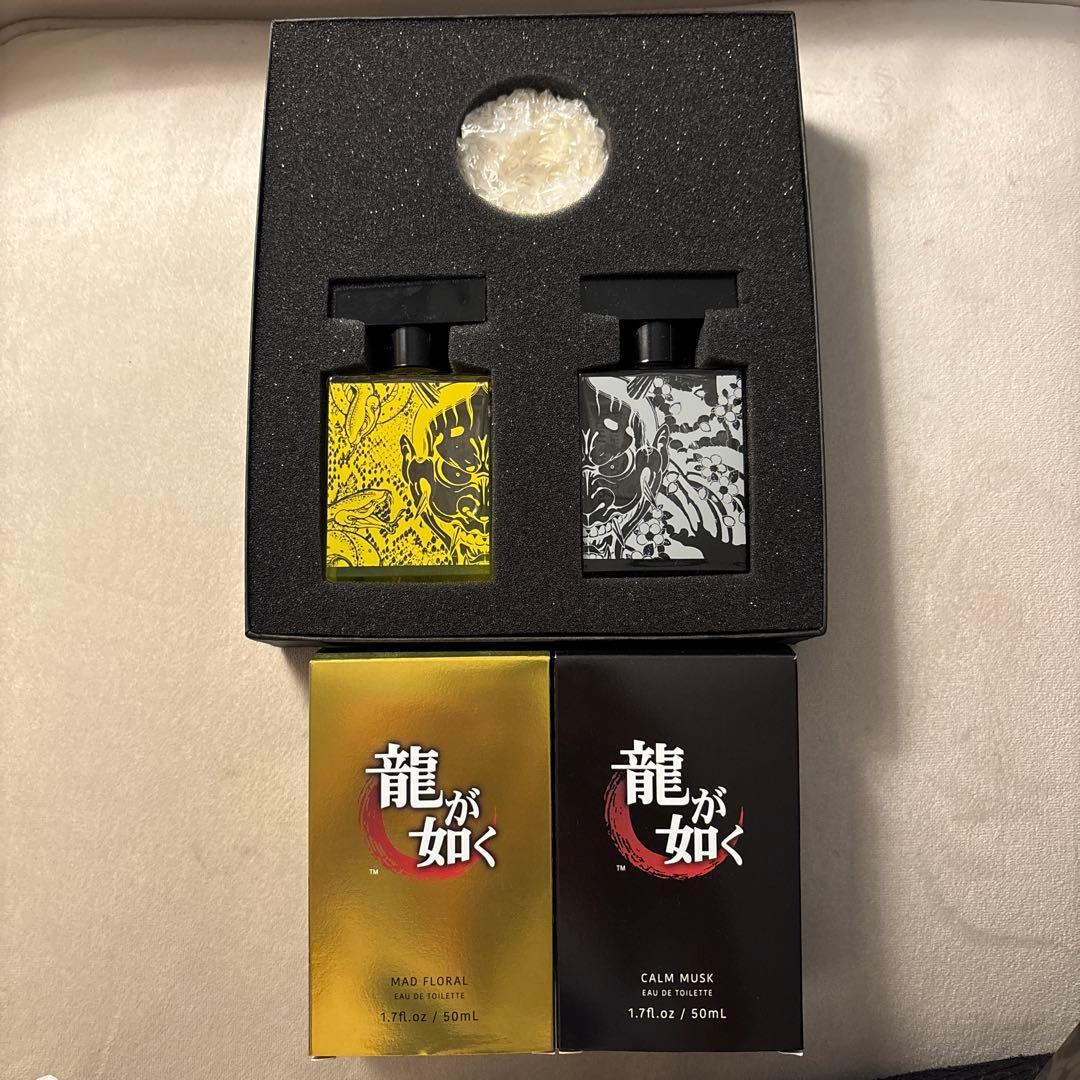 龍が如く
™
MAD FLORAL
EAU DE TOILETTE
1.7fl.oz / 50mL
龍が如く
™
CALM MUSK
EAU DE TOILETTE
1.7fl.oz / 50mL